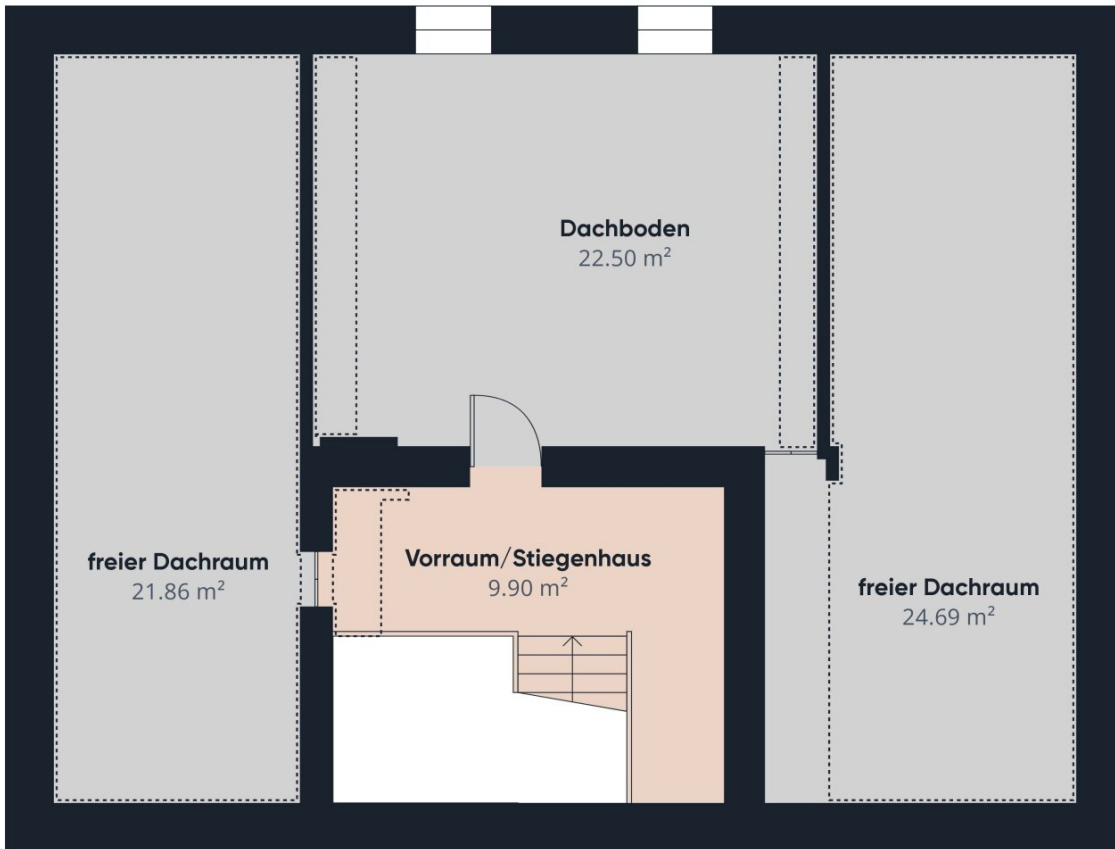 Dachboden
22.50 m²
freier Dachraum
21.86 m²
Vorraum/Stiegenhaus
9.90 m²
freier Dachraum
24.69 m²